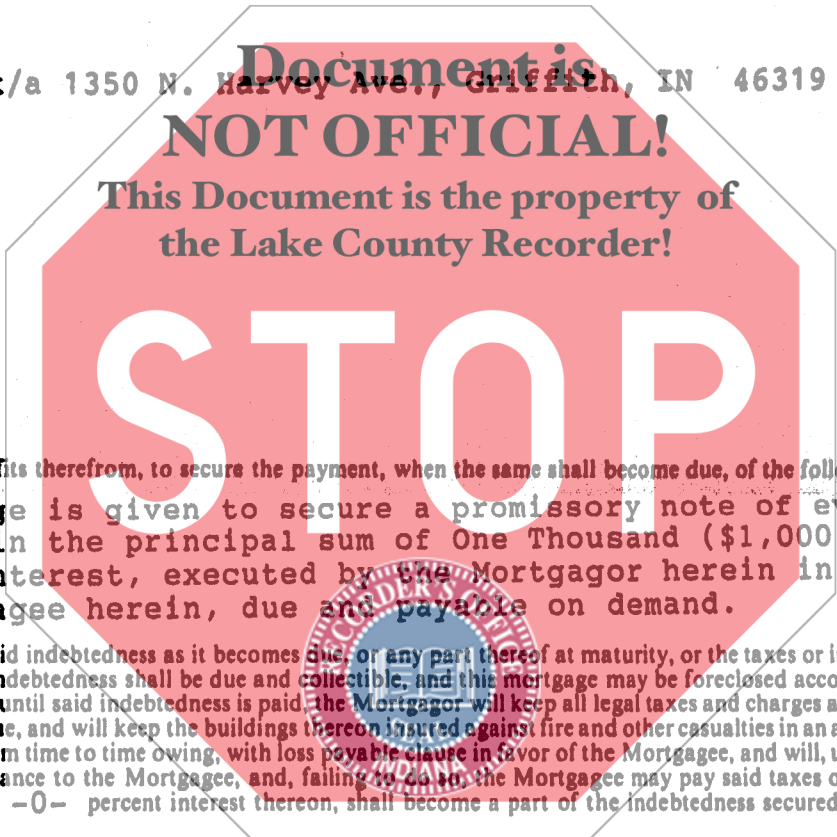 /a 1350 N. Harvey Ave., Griffith, IN 46319
Document is
NOT OFFICIAL!
This Document is the property of
the Lake County Recorder!
STOP
fits therefrom, to secure the payment, when the same shall become due, of the foll
e is given to secure a promissory note of ev
n the principal sum of One Thousand ($1,000
terest, executed by the Mortgagor herein in
agee herein, due and payable on demand.
RECORDER'S OFFICE
INDIANA
id indebtedness as it becomes due, or any part thereof at maturity, or the taxes or i
ndebtedness shall be due and collectible, and this mortgage may be foreclosed acco
until said indebtedness is paid, the Mortgagor will keep all legal taxes and charges a
e, and will keep the buildings thereon insured against fire and other casualties in an a
m time to time owing, with loss payable clause in favor of the Mortgagee, and will, 
ance to the Mortgagee, and, failing to do so, the Mortgagee may pay said taxes o
-0- percent interest thereon, shall become a part of the indebtedness secured